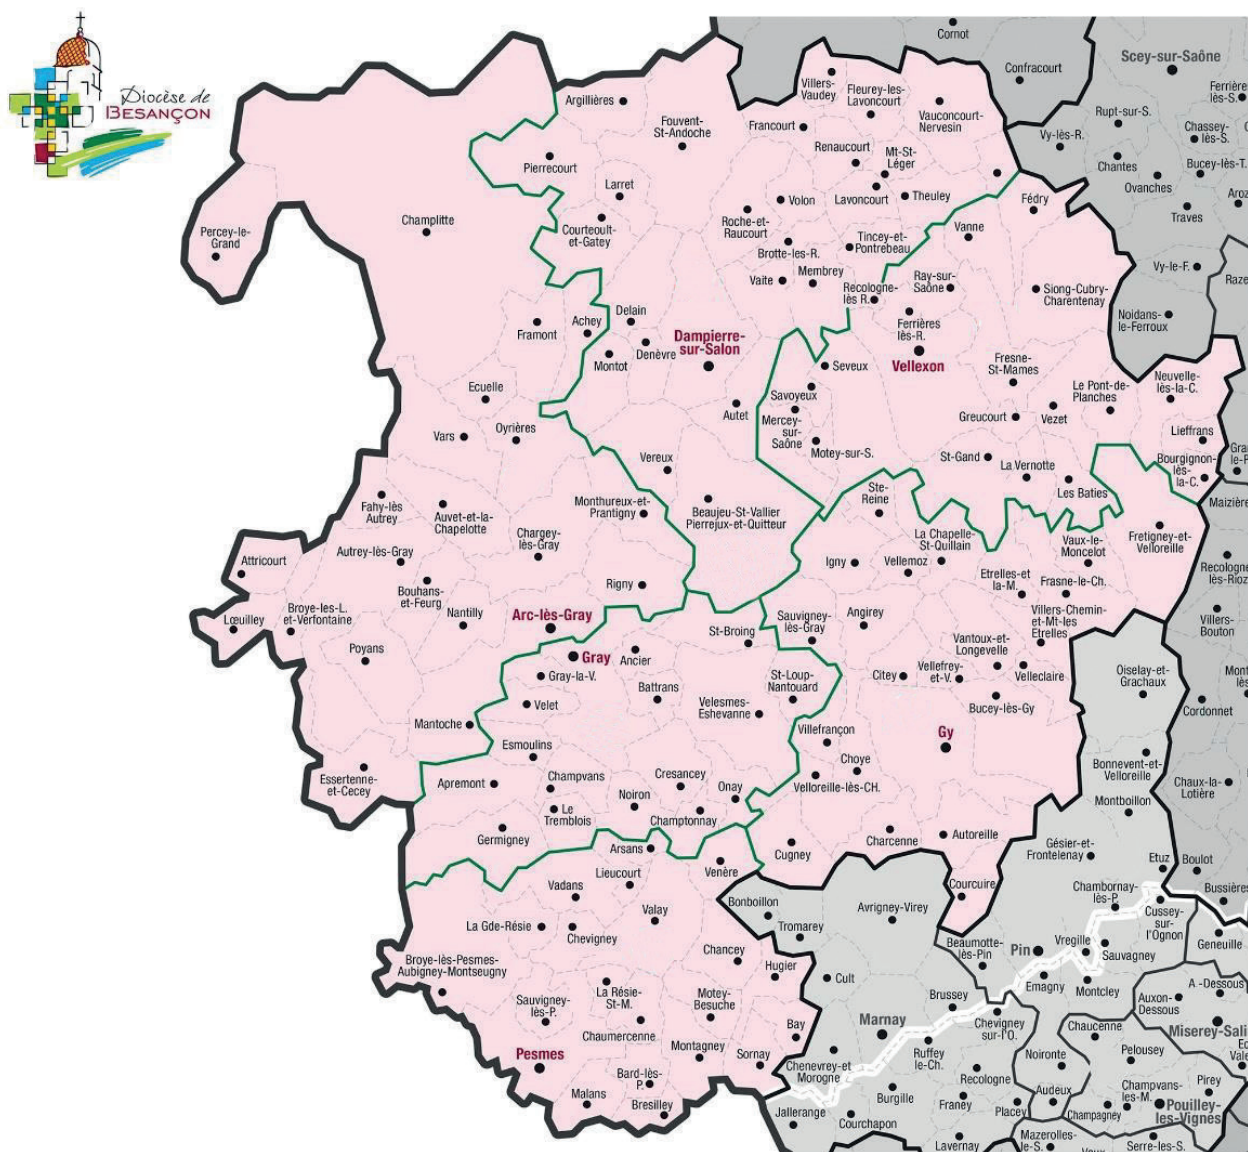 Diocèse de
BESANÇON
Cornot
Scey-sur-Saône
Confracourt
Villers-
Vaudey
Fleurey-les-
Lavoncourt
Ferrière
lès-S.
Argillières
Vauconcourt-
Nervesin
Rupt-sur-S.
Fouvent-
St-Andoche
Francourt
Chassey-
lès-S.
Vy-lès-R.
Renaucourt
Mt-St-
Léger
Pierrecourt
Chantes
Bucey-lès-T.
Larret
Ovanches
Lavoncourt
Theuley
Volon
Fédry
Traves
Champlitte
Roche-et-
Raucourt
Percey-le-
Grand
Courteoult-
et-Gatey
Vanne
Tincey-et-
Pontrebeau
Brotte-les-R.
Membrey
Vaite
Vy-le-F.
Ray-sur-
Saône
Recologne-
lès R.
Siong-Cubry-
Charentenay
Noidans-
le-Ferroux
Framont
Achey
Delain
Denèvre
Montot
Dampierre-
sur-Salon
Ferrières
lès-R.
Vellexon
Seveux
Fresne-
St-Mames
Ecuelle
Savoyeux
Autet
Le Pont-de-
Planches
Neuvelle-
lès-la-C.
Vars
Oyrières
Mercey-
sur-
Saône
Greucourt
Vezet
Motey-sur-S.
Lieffrans
Vereux
St-Gand
La Vernotte
Bourgignon-
lès-
la-C.
Les Baties
Ste-
Reine
Fahy-lès
Autrey
Auvet-et-la-
Chapelotte
Monthureux-et-
Prantigny
Beaujeu-St-Vallier
Pierrejux-et-Quitteur
Chargey-
lès-Gray
La Chapelle-
St-Quillain
Vaux-le-
Moncelot
Fretigney-et-
Velloreille
Attricourt
Autrey-lès-Gray
Igny
Vellemoz
Bouhans-
et-Feurg
Rigny
Etrelles-et
la-M.
Frasne-le-Ch.
Recologne
lès-Rioz
Lœuilley
Broye-les-L.
et-Verfontaine
Nantilly
Arc-lès-Gray
Sauvigney-
lès-Gray
Angirey
Villers-Chemin-
et-Mt-les
Etrelles
Villers-
Bouton
St-Broing
Poyans
Gray
Ancier
Vantoux-et-
Longevelle
Gray-la-V.
Battrans
St-Loup-
Nantouard
Citey
Vellefrey-
et-V.
Velleclaire
Oiselay-et-
Grachaux
Velet
Velesmes-
Eshevanne
Bucey-lès-Gy
Cordonnet
Mantoche
Villefrançon
Gy
Esmoulins
Choye
Velloreille-lès-CH.
Essertenne-
et-Cecey
Apremont
Champvans
Cresancey
Onay
Noiron
Le
Tremblois
Champtonnay
Bonnevent-et-
Velloreille
Chaux-la-
Lotière
Montboillon
Germigney
Arsans
Charcenne
Autoreille
Cugney
Gésier-et-
Frontelenay
Etuz
Boulot
Venère
Lieucourt
Vadans
Courcuire
Chambornay-
lès-P.
Bonboillon
Cussey-
sur-
l'Ognon
La Gde-Résie
Chevigney
Valay
Avrigney-Virey
Tromarey
Beaumotte-
lès-Pin
Pin
Vregille
Sauvagney
Geneuille
Chancey
Hugier
Broye-lès-Pesmes-
Aubigney-Montseugny
Cult
Emagny
Montcley
La Résie-
St-M.
Motey-
Besuche
Brussey
Auxon-
Dessous
A -Dessous
Sauvigney-
lès-P.
Chaumercenne
Bay
Marnay
Chevigney
sur-l'O.
Chaucenne
Pesmes
Montagney
Sornay
Chenevrey-et
Morogne
Ruffey
le-Ch.
Noironte
Pelousey
Bard-lès-
P.
Recologne
Malans
Bresilley
Burgille
Franey
Placey
Audeux
Champvans-
les-M.
Pirey
Champagney
Pouilley-
les-Vignes
Jallerange
Courchapon
Lavernay
Mazerolles-
le-S.
Serre-les-S.